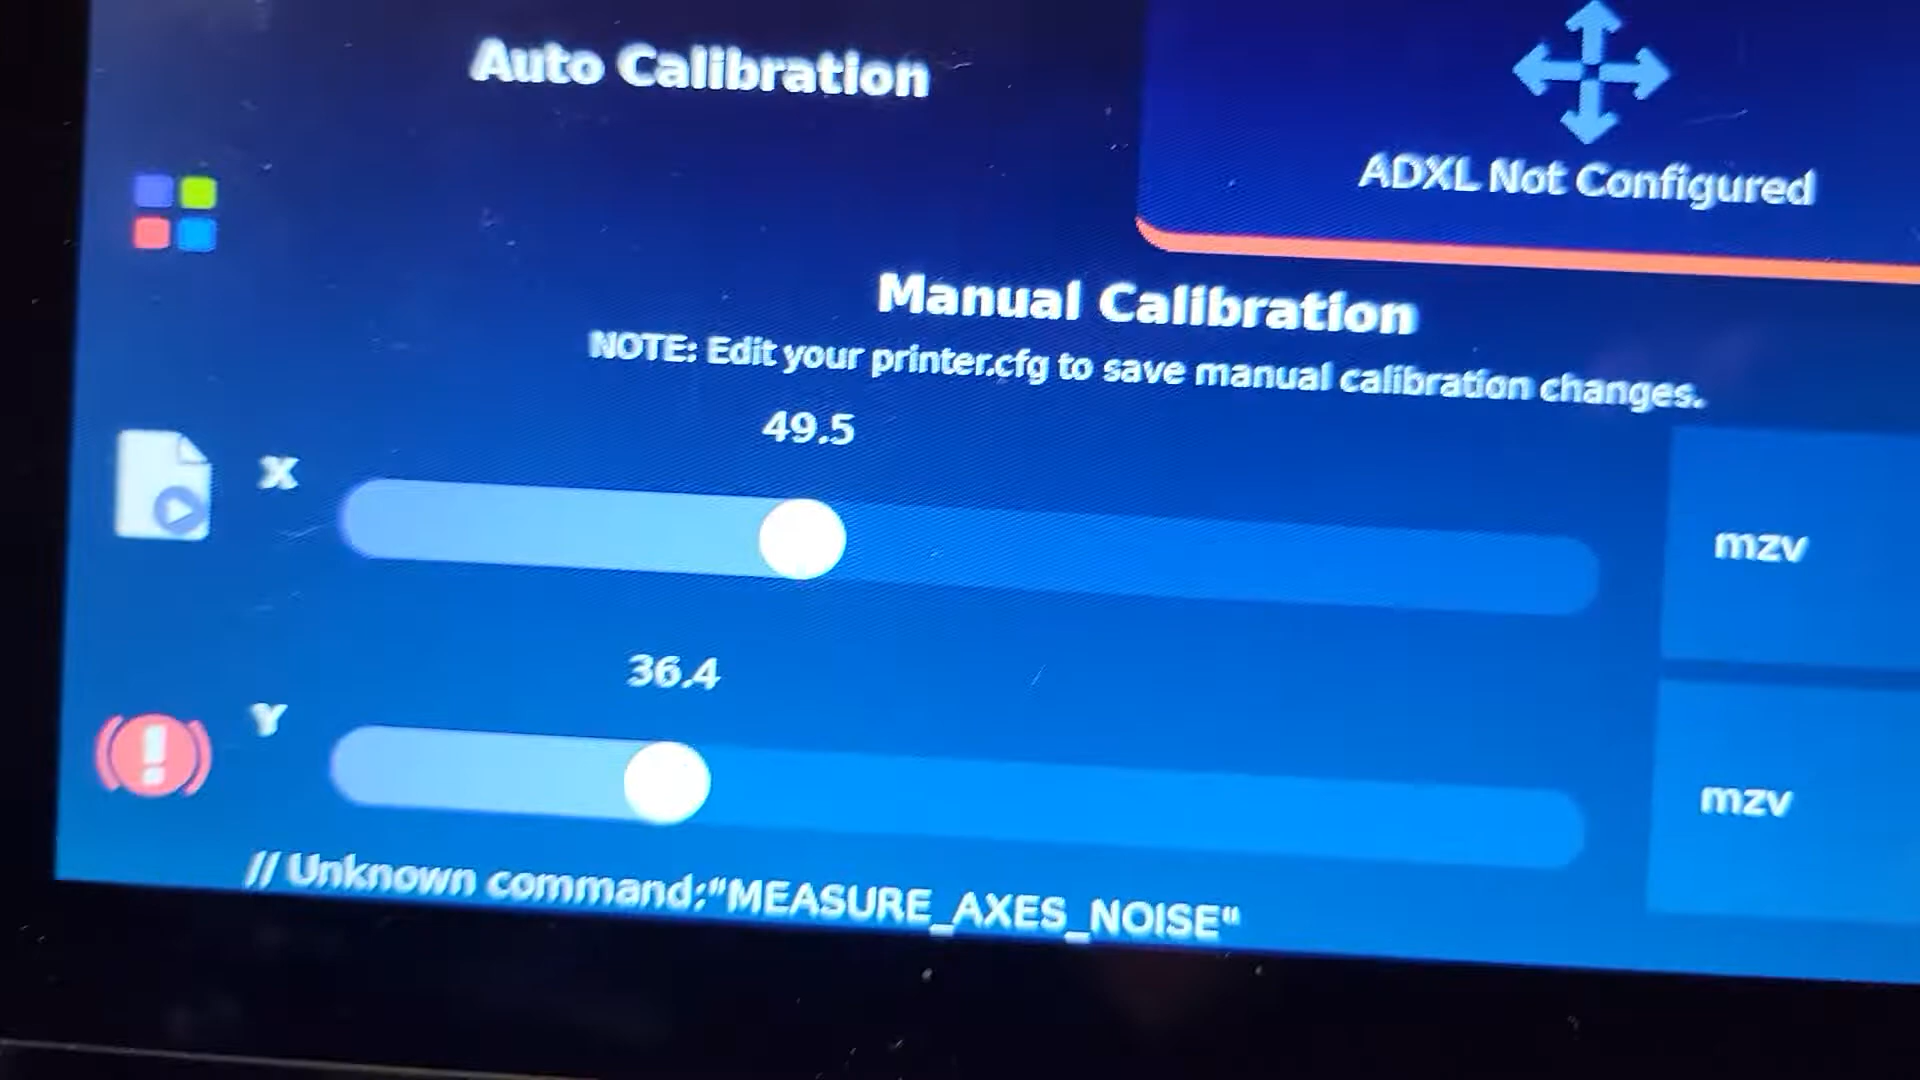 Auto Calibration
ADXL Not Configured
Manual Calibration
NOTE: Edit your printer.cfg to save manual calibration changes.
49.5
X
mzv
36.4
Y
mzv
// Unknown command:"MEASURE_AXES_NOISE"